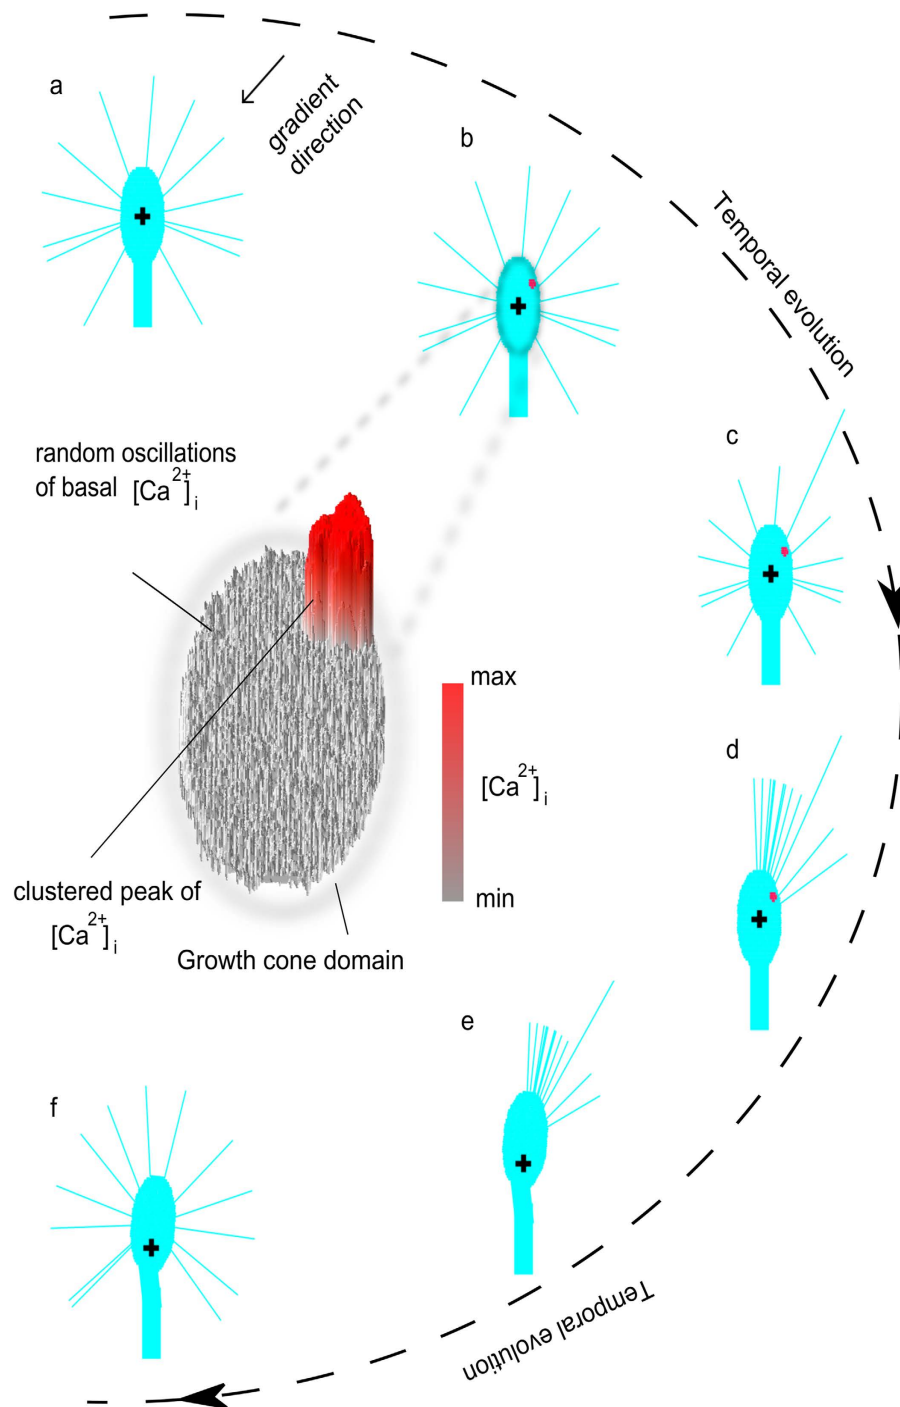 a
gradient
direction
b
Temporal evolution
c
random oscillations
of basal [Ca2+]i
max
[Ca2+]i
min
d
clustered peak of
[Ca2+]i
Growth cone domain
e
f
Temporal evolution